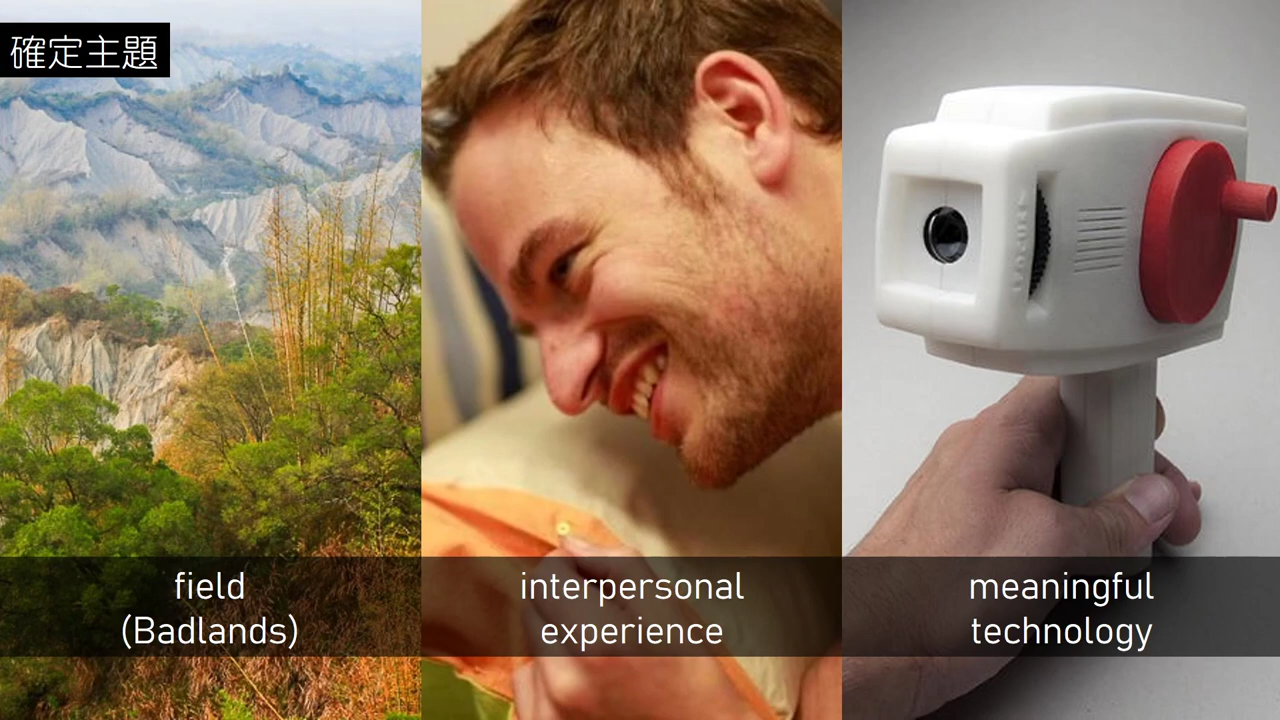 確定主題
field
(Badlands)
interpersonal
experience
meaningful
technology